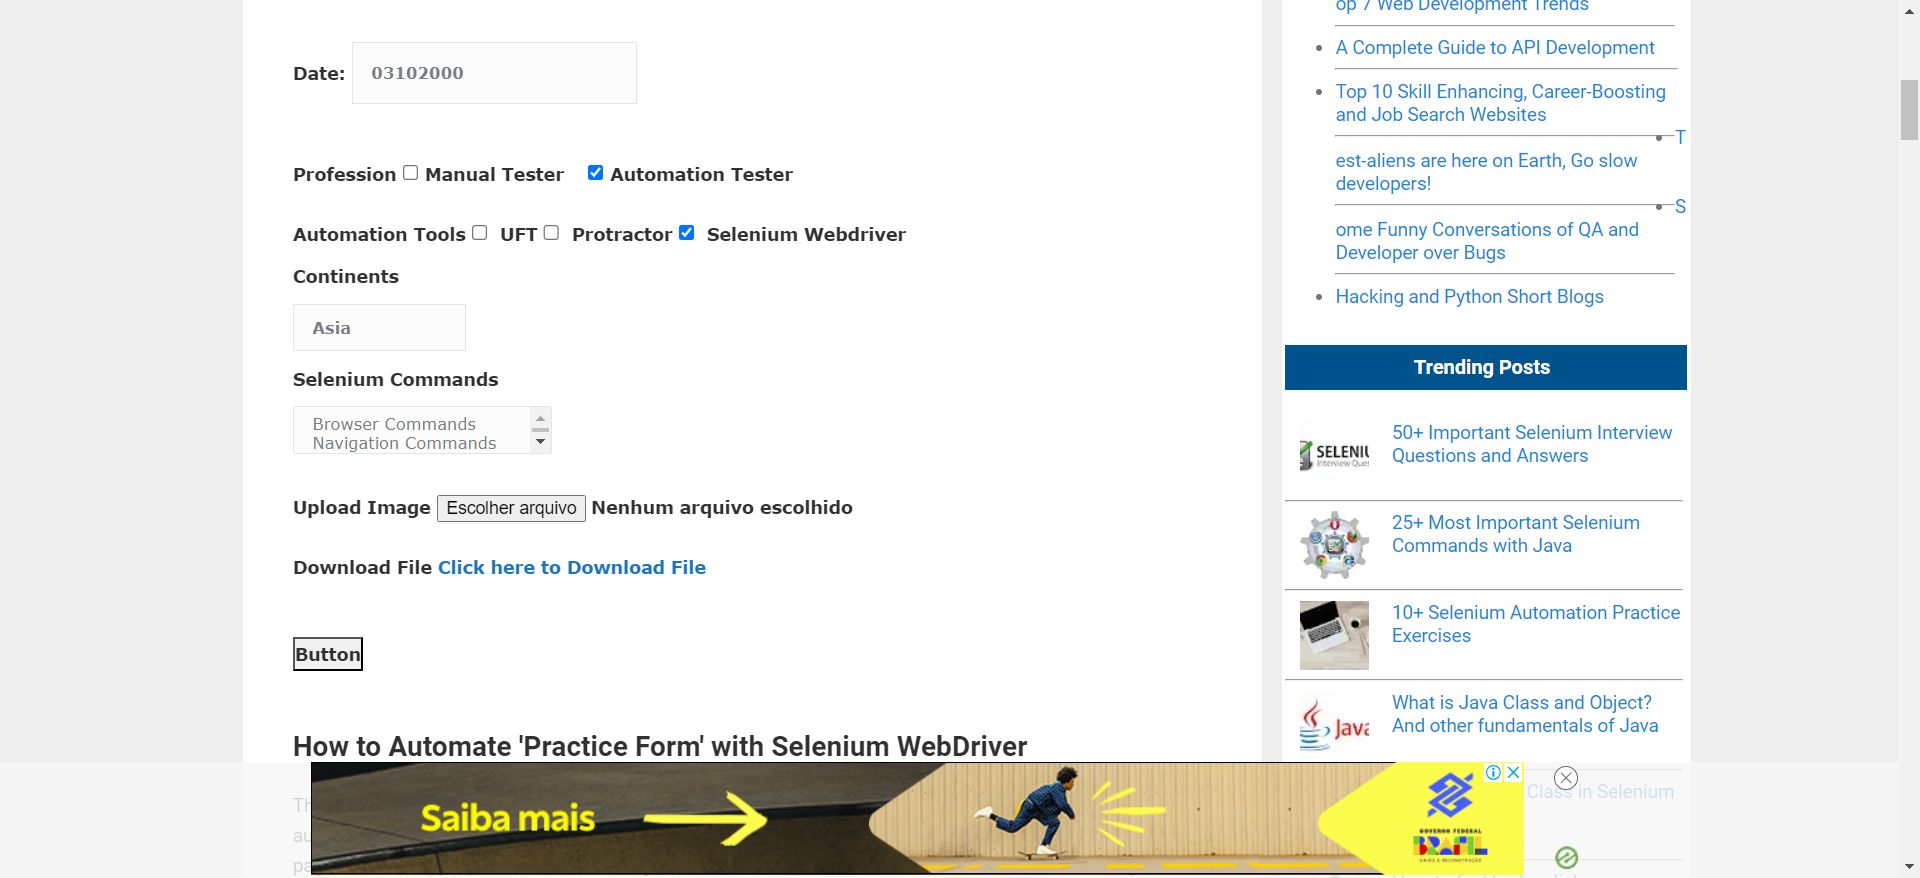 Date: 03102000
Profession Manual Tester Automation Tester
Automation Tools UFT Protractor Selenium Webdriver
Continents
Asia
Selenium Commands
Browser Commands
Navigation Commands
Upload Image Escolher arquivo Nenhum arquivo escolhido
Download File Click here to Download File
Button
How to Automate 'Practice Form' with Selenium WebDriver
Th
au
pa
op 7 Web Development Trends
A Complete Guide to API Development
Top 10 Skill Enhancing, Career-Boosting
and Job Search Websites
T
est-aliens are here on Earth, Go slow
developers!
S
ome Funny Conversations of QA and
Developer over Bugs
Hacking and Python Short Blogs
Trending Posts
SELENIU
Interview Ques
50+ Important Selenium Interview
Questions and Answers
25+ Most Important Selenium
Commands with Java
10+ Selenium Automation Practice
Exercises
Java
What is Java Class and Object?
And other fundamentals of Java
Class in Selenium
Saiba mais
GOVERNO FEDERAL
BRASIL
UNIÃO E RECONSTRUÇÃO